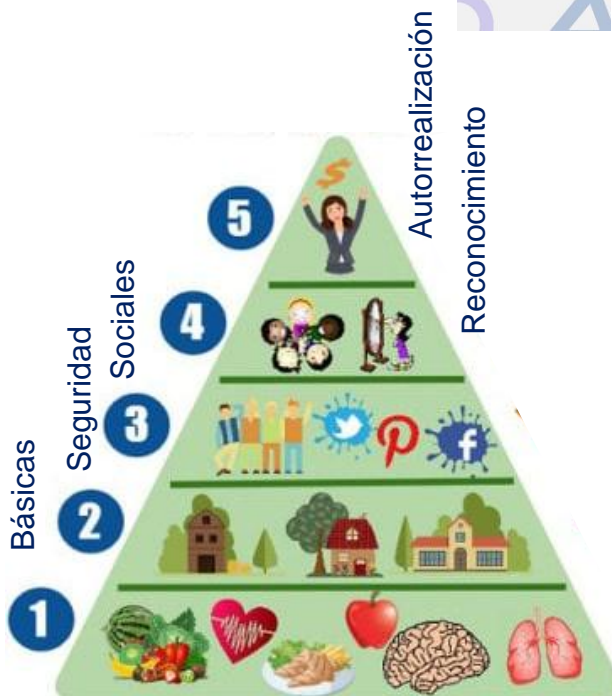 Autorrealización
Reconocimiento
5
Sociales
4
Seguridad
3
Básicas
2
1